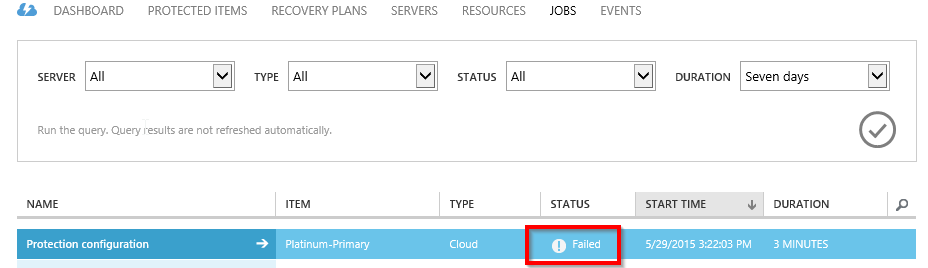 DASHBOARD PROTECTED ITEMS RECOVERY PLANS SERVERS RESOURCES JOBS EVENTS
SERVER All TYPE All STATUS All DURATION Seven days
Run the query. Query results are not refreshed automatically.
NAME ITEM TYPE STATUS START TIME DURATION
Protection configuration Platinum-Primary Cloud Failed 5/29/2015 3:22:03 PM 3 MINUTES